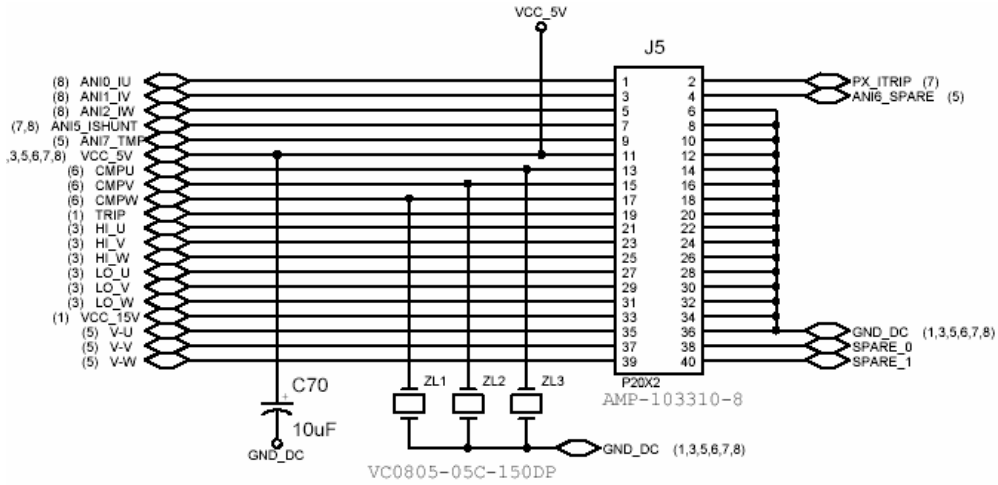 VCC_5V
J5
(8) ANI0_IU 1 2 PX_ITRIP (7)
(8) ANI1_IV 3 4 ANI6_SPARE (5)
(8) ANI2_IW 5 6
(7,8) ANI5_ISHUNT 7 8
(5) ANI7_TMP 9 10
,3,5,6,7,8) VCC_5V 11 12
(6) CMPU 13 14
(6) CMPV 15 16
(6) CMPW 17 18
(1) TRIP 19 20
(3) HI_U 21 22
(3) HI_V 23 24
(3) HI_W 25 26
(3) LO_U 27 28
(3) LO_V 29 30
(3) LO_W 31 32
(1) VCC_15V 33 34
(5) V-U 35 36 GND_DC (1,3,5,6,7,8)
(5) V-V 37 38 SPARE_0
(5) V-W 39 40 SPARE_1
P20X2
AMP-103310-8
C70
+
10uF
GND_DC
ZL1 ZL2 ZL3
GND_DC (1,3,5,6,7,8)
VC0805-05C-150DP